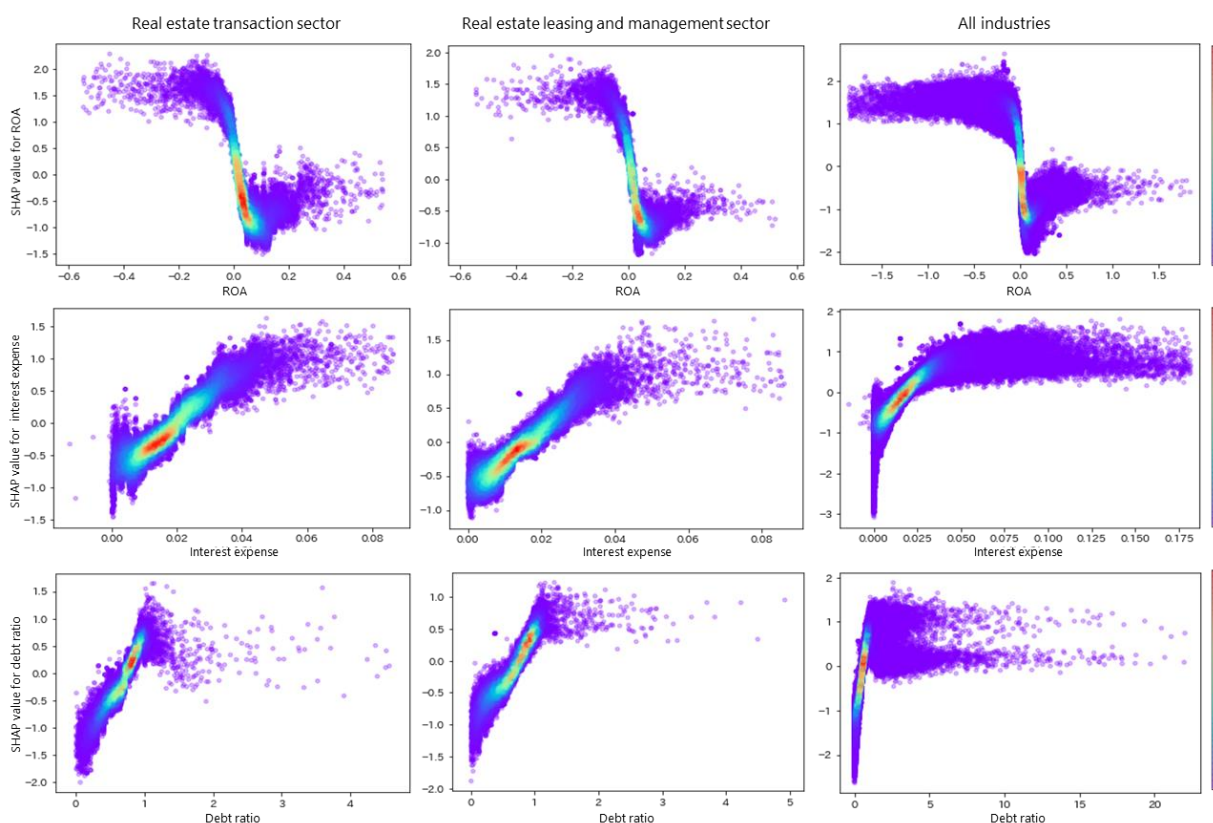 Real estate transaction sector
Real estate leasing and management sector
All industries
SHAP value for ROA
2.0
1.5
1.0
0.5
0.0
−0.5
−1.0
−1.5
−0.6 −0.4 −0.2 0.0 0.2 0.4 0.6
ROA
2.0
1.5
1.0
0.5
0.0
−0.5
−1.0
−0.6 −0.4 −0.2 0.0 0.2 0.4 0.6
ROA
2
1
0
−1
−2
−1.5 −1.0 −0.5 0.0 0.5 1.0 1.5
ROA
SHAP value for interest expense
1.5
1.0
0.5
0.0
−0.5
−1.0
−1.5
0.00 0.02 0.04 0.06 0.08
Interest expense
1.5
1.0
0.5
0.0
−0.5
−1.0
0.00 0.02 0.04 0.06 0.08
Interest expense
2
1
0
−1
−2
−3
0.000 0.025 0.050 0.075 0.100 0.125 0.150 0.175
Interest expense
SHAP value for debt ratio
1.5
1.0
0.5
0.0
−0.5
−1.0
−1.5
−2.0
0 1 2 3 4
Debt ratio
1.0
0.5
0.0
−0.5
−1.0
−1.5
−2.0
0 1 2 3 4 5
Debt ratio
2
1
0
−1
−2
0 5 10 15 20
Debt ratio